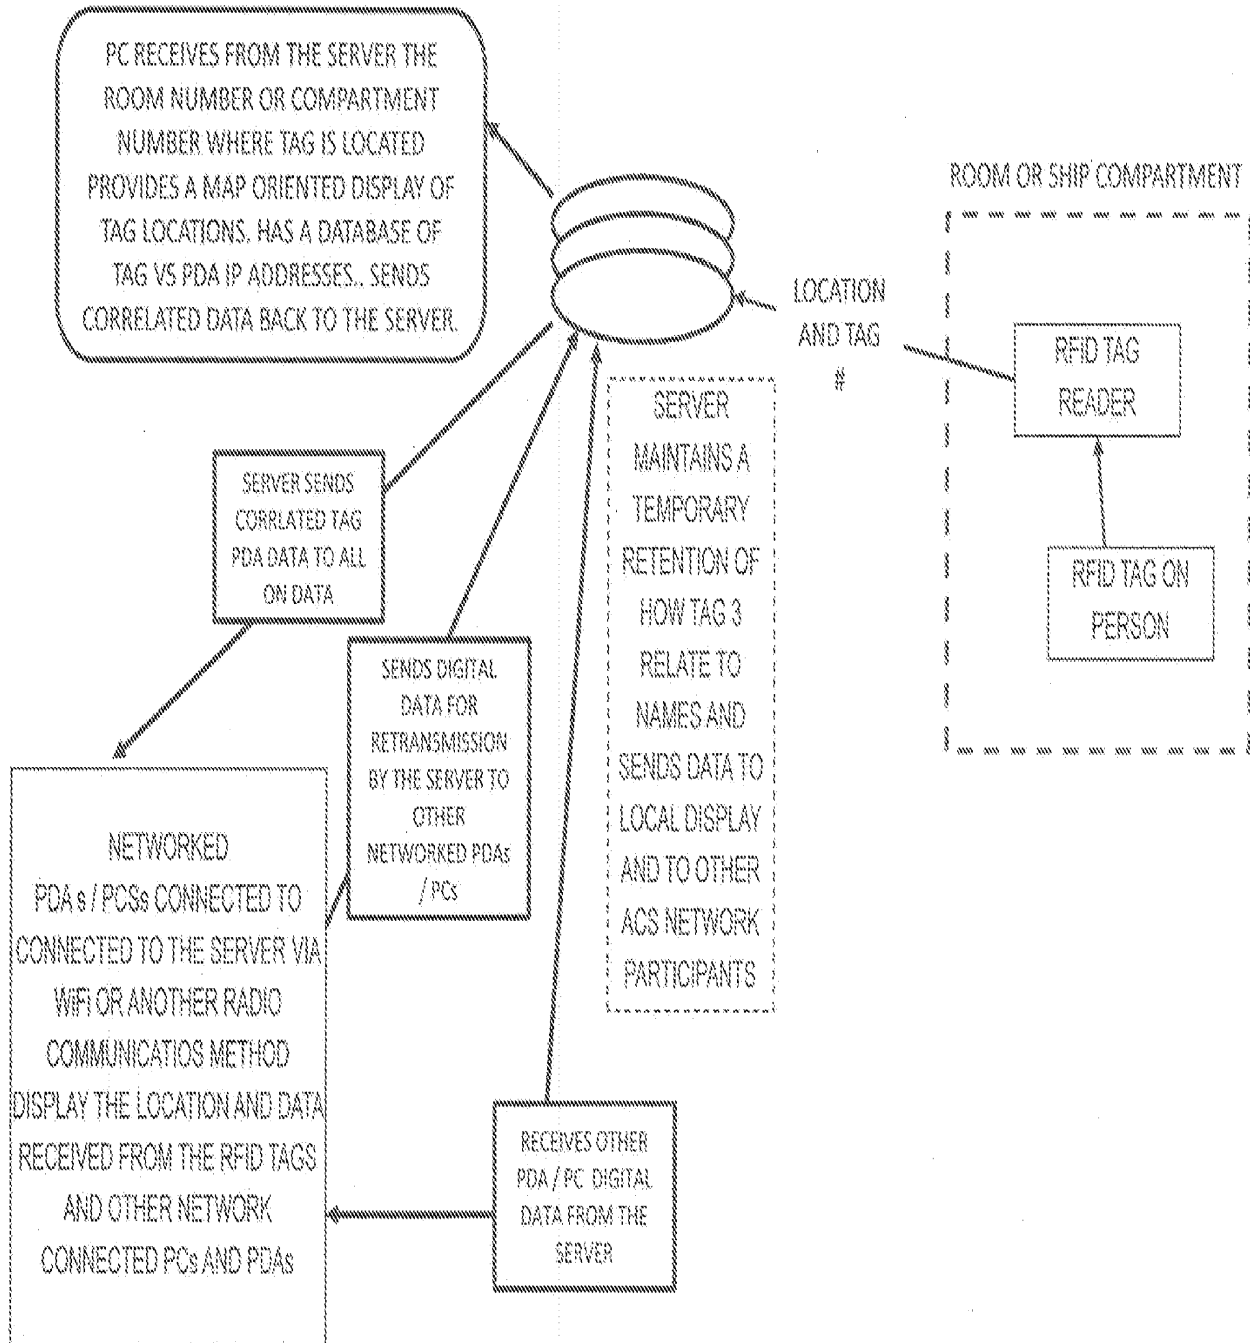 PC RECEIVES FROM THE SERVER THE
ROOM NUMBER OR COMPARTMENT
NUMBER WHERE TAG IS LOCATED
PROVIDES A MAP ORIENTED DISPLAY OF
TAG LOCATIONS. HAS A DATABASE OF
TAG VS PDA IP ADDRESSES.. SENDS
CORRELATED DATA BACK TO THE SERVER.
ROOM OR SHIP COMPARTMENT
LOCATION
AND TAG
#
RFID TAG
READER
RFID TAG ON
PERSON
SERVER
MAINTAINS A
TEMPORARY
RETENTION OF
HOW TAG 3
RELATE TO
NAMES AND
SENDS DATA TO
LOCAL DISPLAY
AND TO OTHER
ACS NETWORK
PARTICIPANTS
SERVER SENDS
CORRLATED TAG
PDA DATA TO ALL
ON DATA
SENDS DIGITAL
DATA FOR
RETRANSMISSION
BY THE SERVER TO
OTHER
NETWORKED PDAs
/ PCs
NETWORKED
PDA s / PCSs CONNECTED TO
CONNECTED TO THE SERVER VIA
WiFi OR ANOTHER RADIO
COMMUNICATIOS METHOD
DISPLAY THE LOCATION AND DATA
RECEIVED FROM THE RFID TAGS
AND OTHER NETWORK
CONNECTED PCs AND PDAs
RECEIVES OTHER
PDA / PC DIGITAL
DATA FROM THE
SERVER